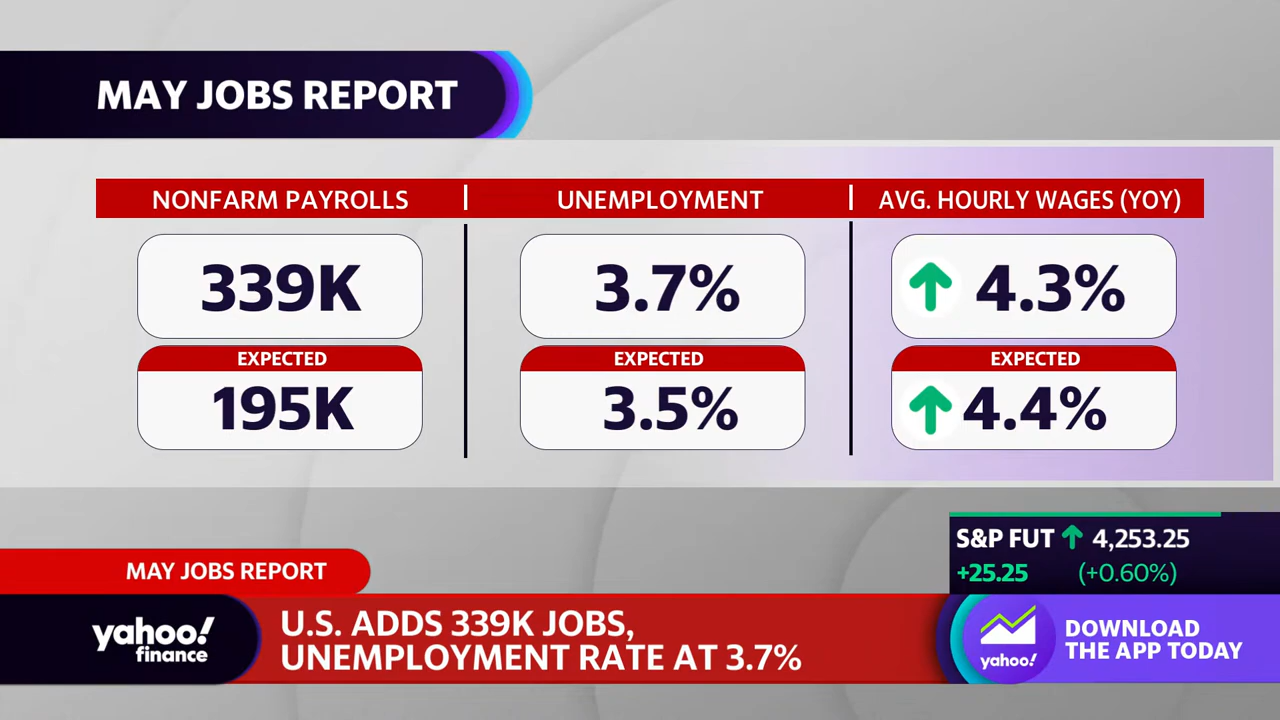 MAY JOBS REPORT
NONFARM PAYROLLS
UNEMPLOYMENT
AVG. HOURLY WAGES (YOY)
339K
3.7%
4.3%
EXPECTED
EXPECTED
EXPECTED
195K
3.5%
4.4%
S&P FUT 4,253.25
+25.25 (+0.60%)
MAY JOBS REPORT
yahoo!
finance
U.S. ADDS 339K JOBS,
UNEMPLOYMENT RATE AT 3.7%
yahoo!
DOWNLOAD
THE APP TODAY